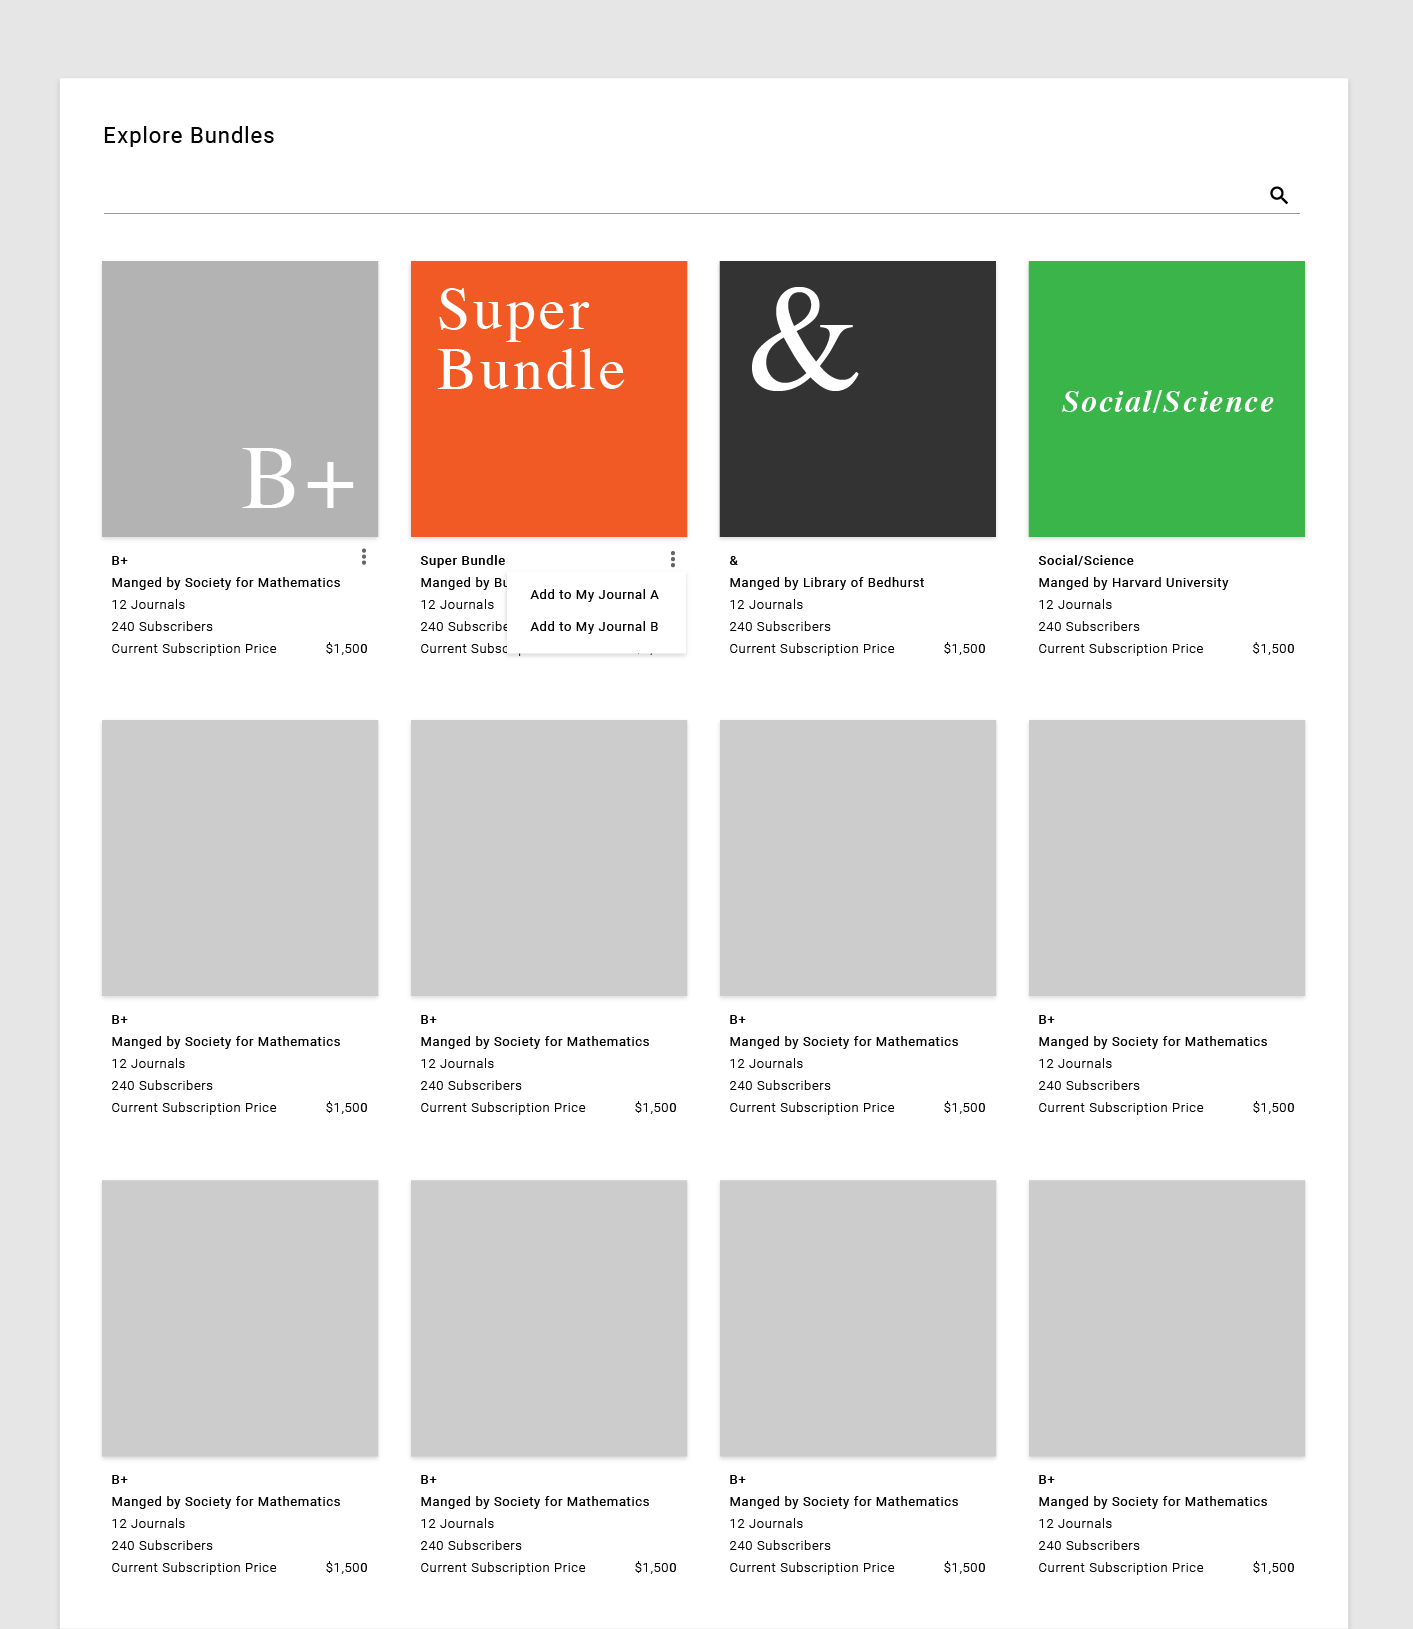 Explore Bundles
B+
Super
Bundle
&
Social/Science
B+
Manged by Society for Mathematics
12 Journals
240 Subscribers
Current Subscription Price $1,500
Super Bundle
Manged by
12 Journals
240
Current
Add to My Journal A
Add to My Journal B
&
Manged by Library of Bedhurst
12 Journals
240 Subscribers
Current Subscription Price $1,500
Social/Science
Manged by Harvard University
12 Journals
240 Subscribers
Current Subscription Price $1,500
B+
Manged by Society for Mathematics
12 Journals
240 Subscribers
Current Subscription Price $1,500
B+
Manged by Society for Mathematics
12 Journals
240 Subscribers
Current Subscription Price $1,500
B+
Manged by Society for Mathematics
12 Journals
240 Subscribers
Current Subscription Price $1,500
B+
Manged by Society for Mathematics
12 Journals
240 Subscribers
Current Subscription Price $1,500
B+
Manged by Society for Mathematics
12 Journals
240 Subscribers
Current Subscription Price $1,500
B+
Manged by Society for Mathematics
12 Journals
240 Subscribers
Current Subscription Price $1,500
B+
Manged by Society for Mathematics
12 Journals
240 Subscribers
Current Subscription Price $1,500
B+
Manged by Society for Mathematics
12 Journals
240 Subscribers
Current Subscription Price $1,500